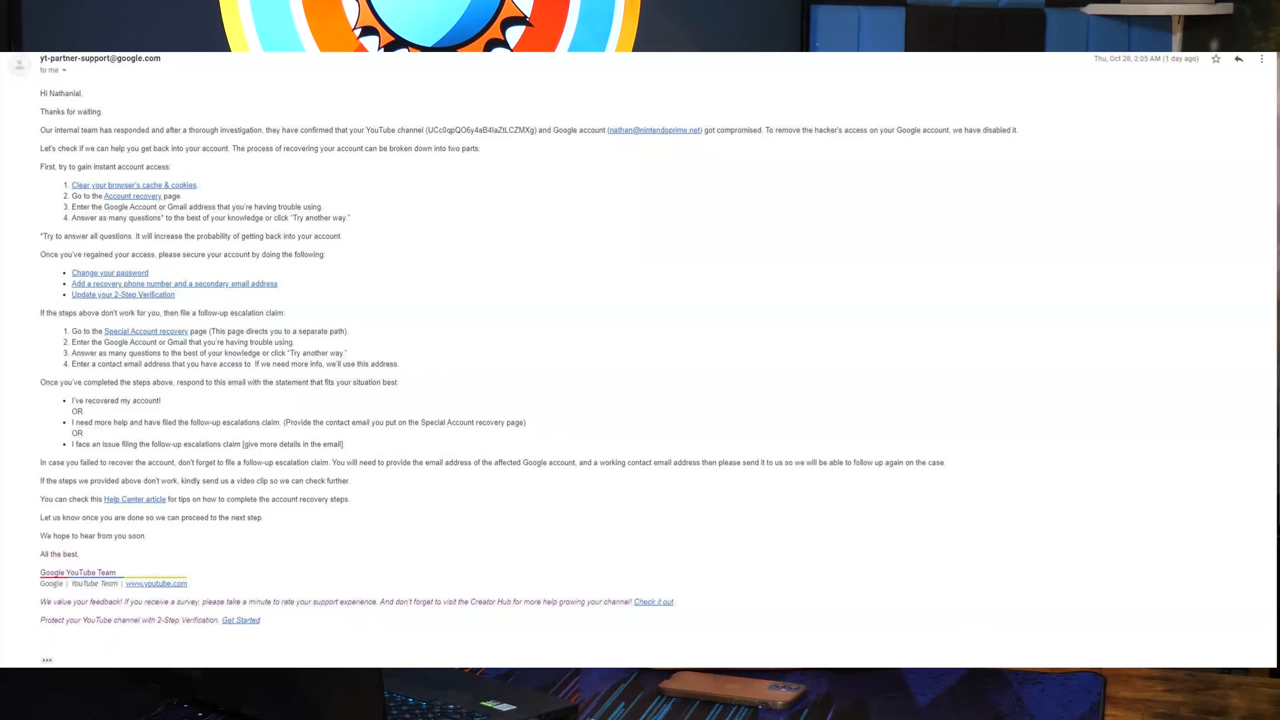 yt-partner-support@google.com
Thu, Oct 28, 2:05 AM (1 day ago)
to me
Hi Nathanial,
Thanks for waiting.
Our internal team has responded and after a thorough investigation, they have confirmed that your YouTube channel (UCc0qpQO6y4aB4IaZtLCZMXg) and Google account (nathan@nintendoprime.net) got compromised. To remove the hacker's access on your Google account, we have disabled it.
Let's check if we can help you get back into your account. The process of recovering your account can be broken down into two parts:
First, try to gain instant account access:
1. Clear your browser's cache & cookies.
2. Go to the Account recovery page.
3. Enter the Google Account or Gmail address that you're having trouble using.
4. Answer as many questions* to the best of your knowledge or click "Try another way."
*Try to answer all questions. It will increase the probability of getting back into your account.
Once you've regained your access, please secure your account by doing the following:
• Change your password
• Add a recovery phone number and a secondary email address
• Update your 2-Step Verification
If the steps above don't work for you, then file a follow-up escalation claim:
1. Go to the Special Account recovery page (This page directs you to a separate path).
2. Enter the Google Account or Gmail that you're having trouble using.
3. Answer as many questions to the best of your knowledge or click "Try another way."
4. Enter a contact email address that you have access to. If we need more info, we'll use this address.
Once you've completed the steps above, respond to this email with the statement that fits your situation best:
• I've recovered my account!
OR
• I need more help and have filed the follow-up escalations claim. (Provide the contact email you put on the Special Account recovery page)
OR
• I face an issue filing the follow-up escalations claim [give more details in the email].
In case you failed to recover the account, don't forget to file a follow-up escalation claim. You will need to provide the email address of the affected Google account, and a working contact email address then please send it to us so we will be able to follow up again on the case.
If the steps we provided above don't work, kindly send us a video clip so we can check further.
You can check this Help Center article for tips on how to complete the account recovery steps.
Let us know once you are done so we can proceed to the next step.
We hope to hear from you soon.
All the best,
Google YouTube Team
Google | YouTube Team | www.youtube.com
We value your feedback! If you receive a survey, please take a minute to rate your support experience. And don't forget to visit the Creator Hub for more help growing your channel! Check it out
Protect your YouTube channel with 2-Step Verification. Get Started